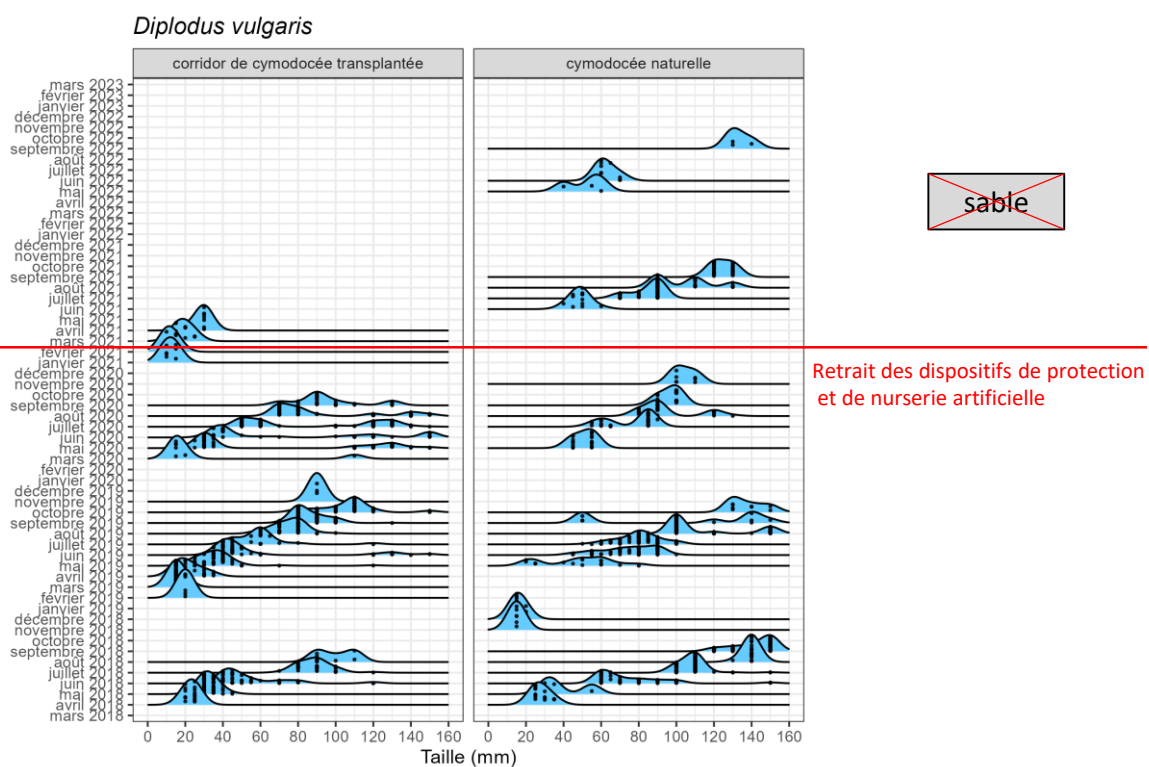 Diplodus vulgaris
corridor de cymodocée transplantée
cymodocée naturelle
mars 2023
février 2023
janvier 2023
décembre 2022
novembre 2022
octobre 2022
septembre 2022
août 2022
juillet 2022
juin 2022
mai 2022
avril 2022
mars 2022
février 2022
janvier 2022
décembre 2021
novembre 2021
octobre 2021
septembre 2021
août 2021
juillet 2021
juin 2021
mai 2021
avril 2021
mars 2021
février 2021
janvier 2021
décembre 2020
novembre 2020
octobre 2020
septembre 2020
août 2020
juillet 2020
juin 2020
mai 2020
mars 2020
février 2020
janvier 2020
décembre 2019
novembre 2019
octobre 2019
septembre 2019
août 2019
juillet 2019
juin 2019
mai 2019
avril 2019
mars 2019
février 2019
janvier 2019
décembre 2018
novembre 2018
octobre 2018
septembre 2018
août 2018
juillet 2018
juin 2018
mai 2018
avril 2018
mars 2018
0 20 40 60 80 100 120 140 160
0 20 40 60 80 100 120 140 160
Taille (mm)
sable
Retrait des dispositifs de protection
et de nurserie artificielle